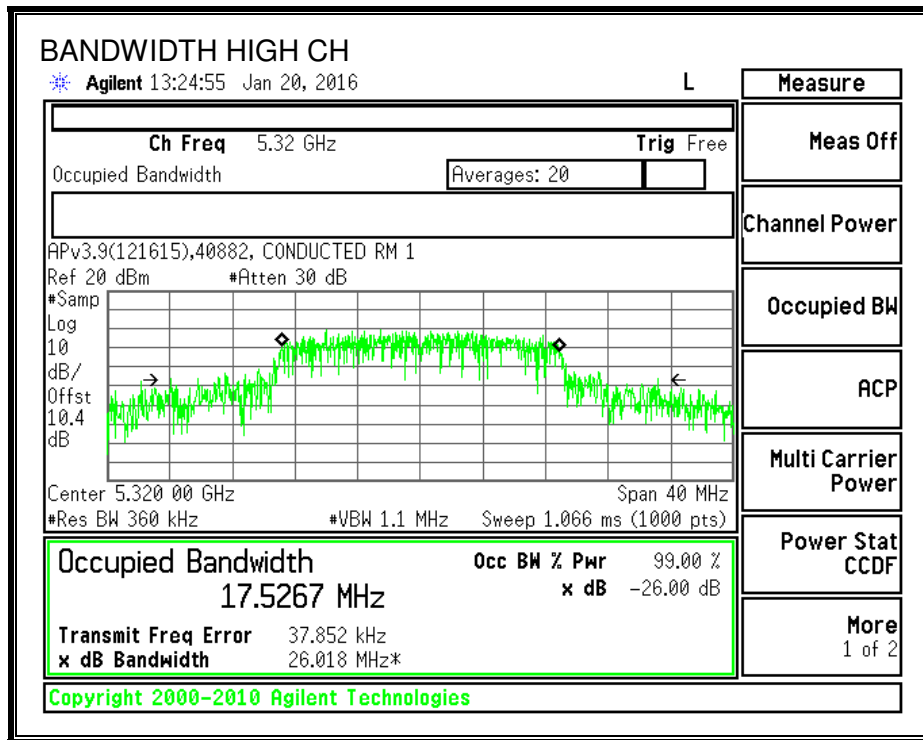 BANDWIDTH HIGH CH
Agilent 13:24:55 Jan 20, 2016 L
Measure
Ch Freq 5.32 GHz Trig Free
Meas Off
Occupied Bandwidth Averages: 20
Channel Power
APv3.9(121615),40882, CONDUCTED RM 1
Ref 20 dBm #Atten 30 dB
#Samp
Log
10
dB/
Offst
10.4
dB
Occupied BW
ACP
Multi Carrier
Power
Center 5.320 00 GHz Span 40 MHz
#Res BW 360 kHz #VBW 1.1 MHz Sweep 1.066 ms (1000 pts)
Power Stat
CCDF
Occupied Bandwidth Occ BW % Pwr 99.00 %
17.5267 MHz x dB -26.00 dB
Transmit Freq Error 37.852 kHz
x dB Bandwidth 26.018 MHz*
More
1 of 2
Copyright 2000-2010 Agilent Technologies